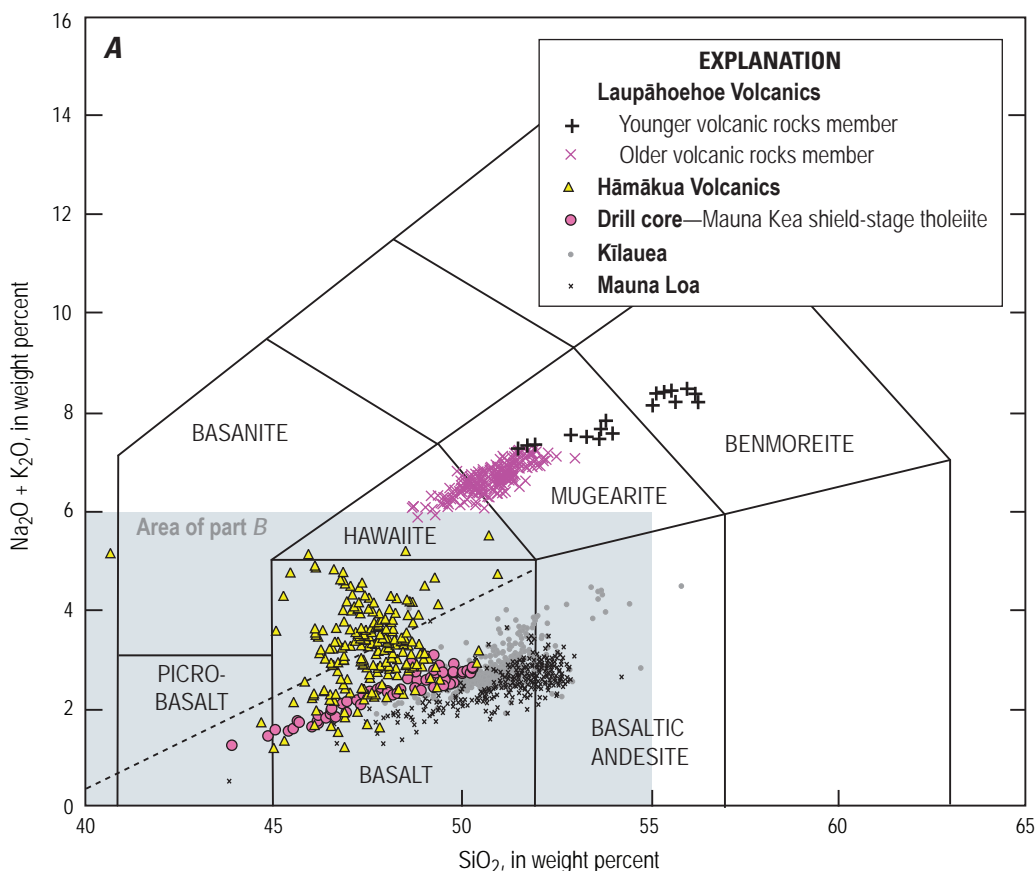 A
EXPLANATION
Laupāhoehoe Volcanics
Younger volcanic rocks member
Older volcanic rocks member
Hāmākua Volcanics
Drill core—Mauna Kea shield-stage tholeiite
Kīlauea
Mauna Loa
16
14
12
10
8
6
4
2
0
Na₂O + K₂O, in weight percent
BASANITE
BENMOREITE
MUGEARITE
Area of part B
HAWAIITE
PICRO-
BASALT
BASALT
BASALTIC
ANDESITE
40
45
50
55
60
65
SiO₂, in weight percent